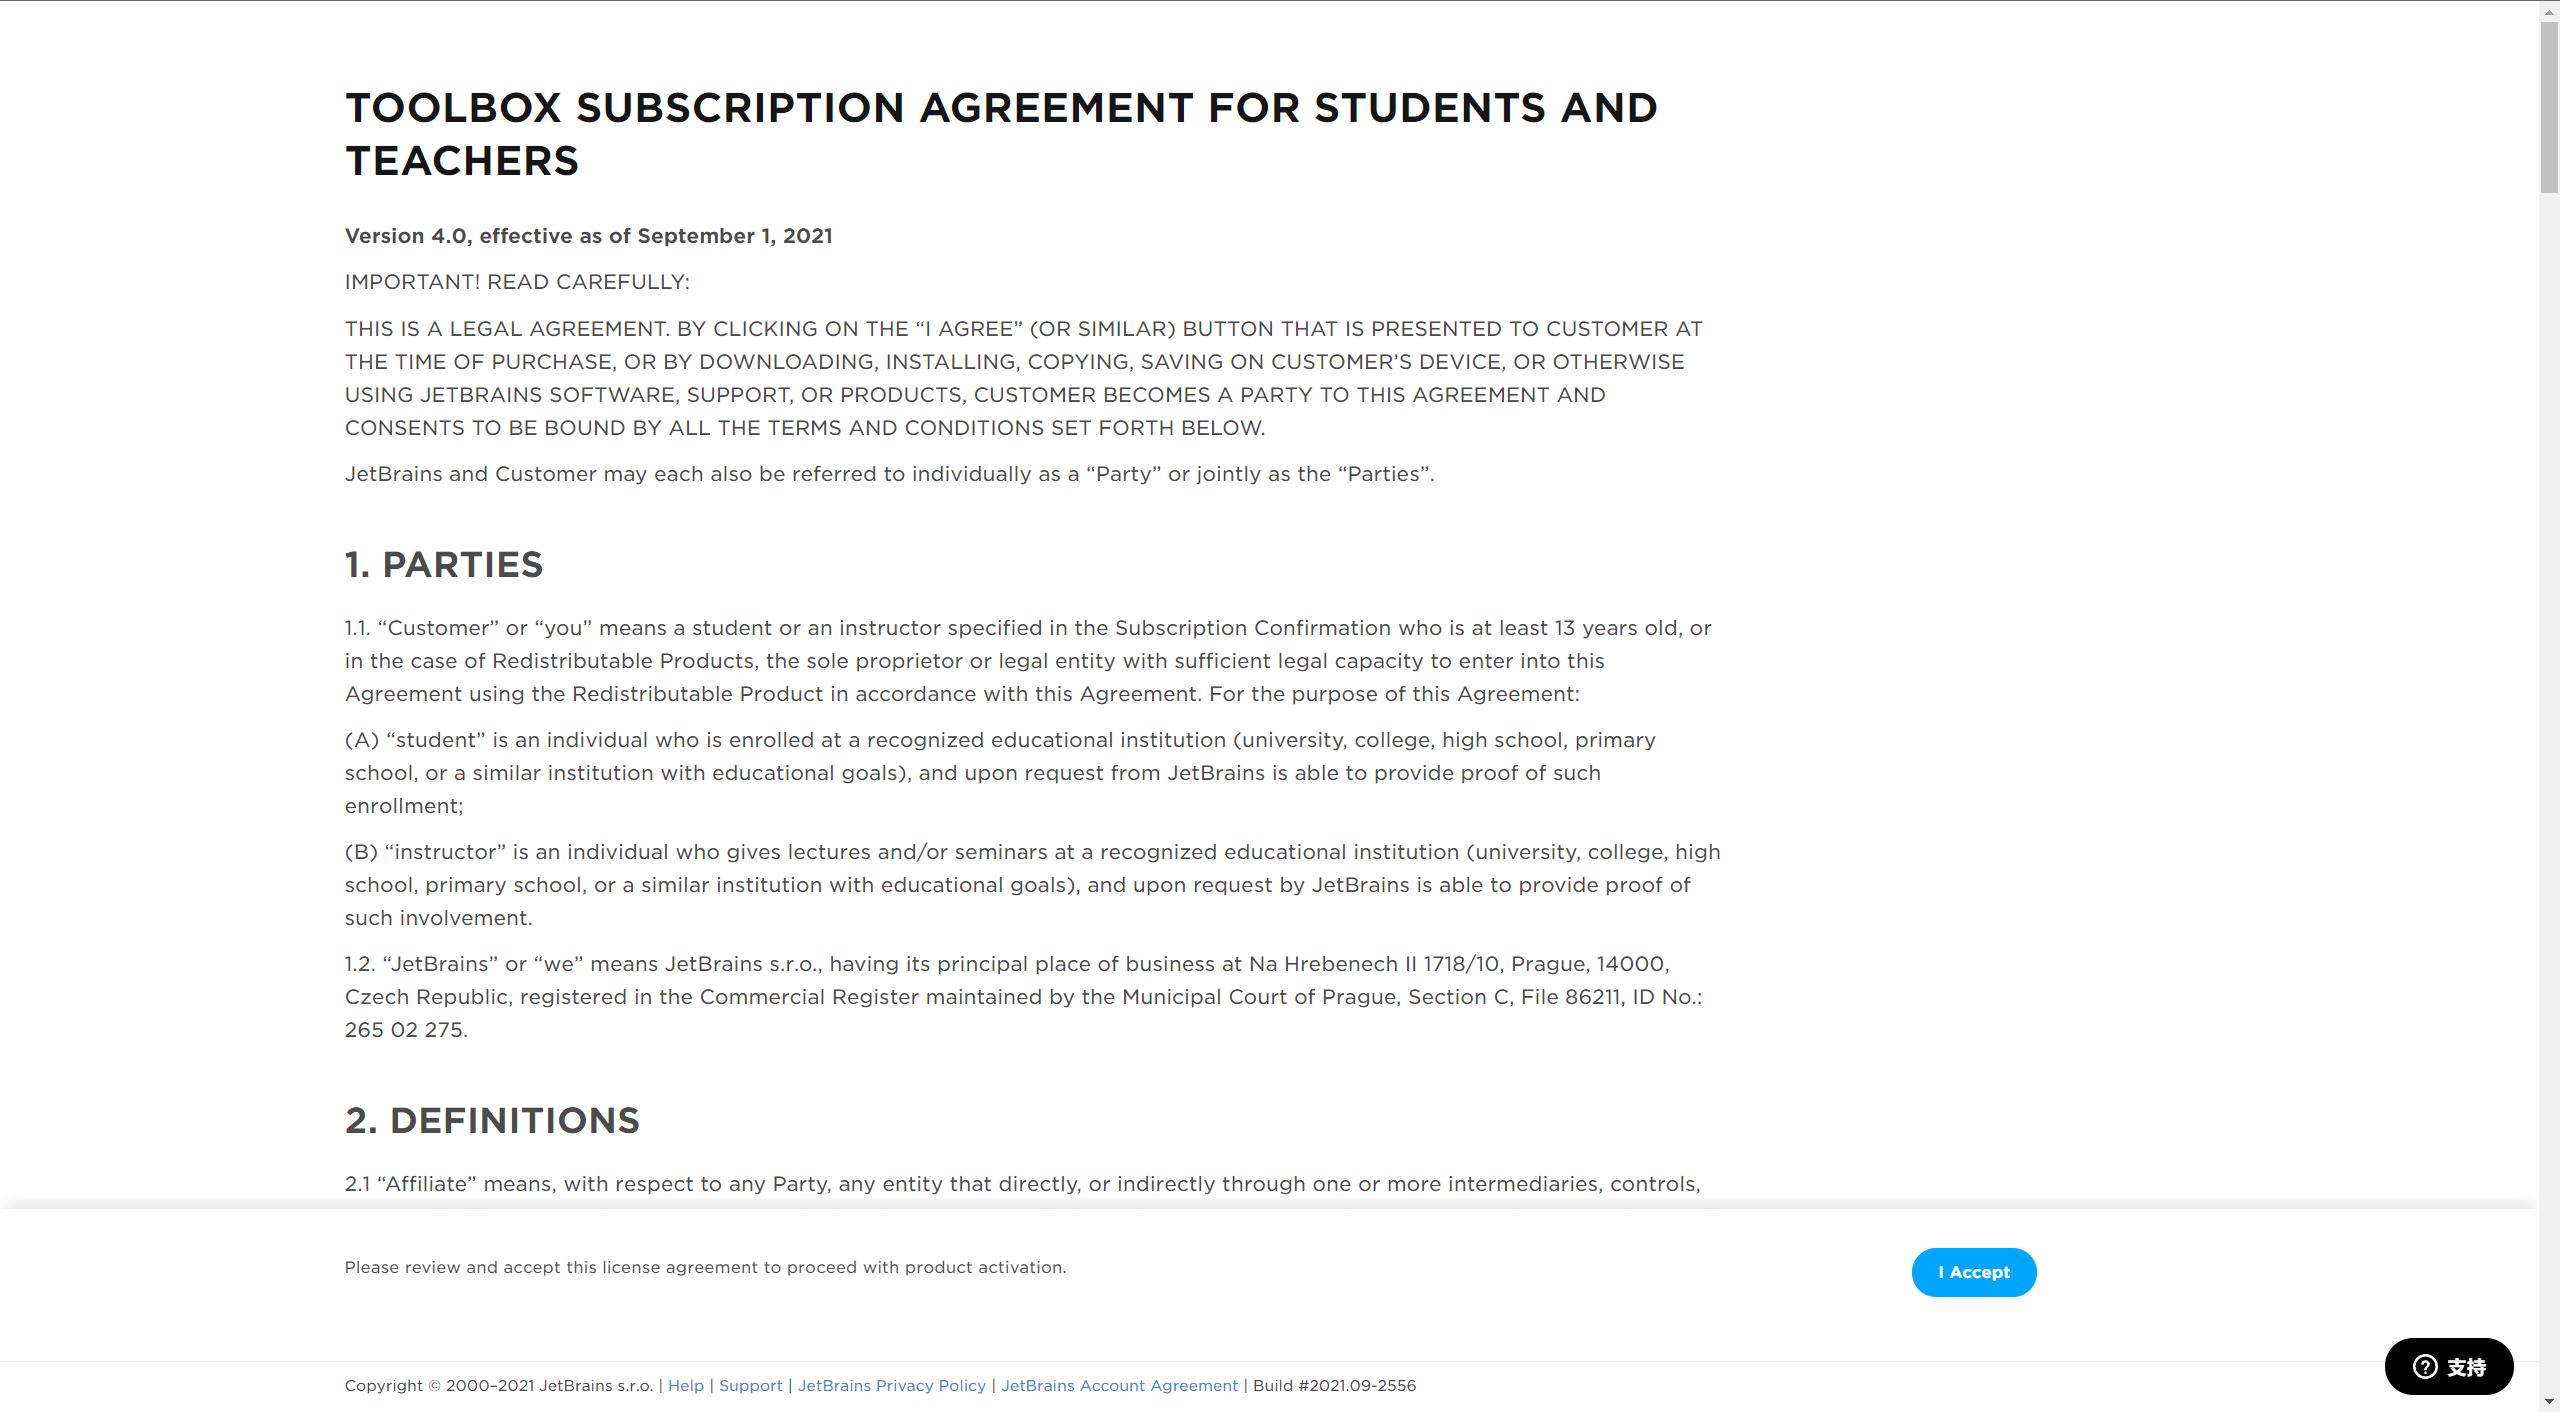 TOOLBOX SUBSCRIPTION AGREEMENT FOR STUDENTS AND
TEACHERS
Version 4.0, effective as of September 1, 2021
IMPORTANT! READ CAREFULLY:
THIS IS A LEGAL AGREEMENT. BY CLICKING ON THE “I AGREE” (OR SIMILAR) BUTTON THAT IS PRESENTED TO CUSTOMER AT
THE TIME OF PURCHASE, OR BY DOWNLOADING, INSTALLING, COPYING, SAVING ON CUSTOMER’S DEVICE, OR OTHERWISE
USING JETBRAINS SOFTWARE, SUPPORT, OR PRODUCTS, CUSTOMER BECOMES A PARTY TO THIS AGREEMENT AND
CONSENTS TO BE BOUND BY ALL THE TERMS AND CONDITIONS SET FORTH BELOW.
JetBrains and Customer may each also be referred to individually as a “Party” or jointly as the “Parties”.
1. PARTIES
1.1. “Customer” or “you” means a student or an instructor specified in the Subscription Confirmation who is at least 13 years old, or
in the case of Redistributable Products, the sole proprietor or legal entity with sufficient legal capacity to enter into this
Agreement using the Redistributable Product in accordance with this Agreement. For the purpose of this Agreement:
(A) “student” is an individual who is enrolled at a recognized educational institution (university, college, high school, primary
school, or a similar institution with educational goals), and upon request from JetBrains is able to provide proof of such
enrollment;
(B) “instructor” is an individual who gives lectures and/or seminars at a recognized educational institution (university, college, high
school, primary school, or a similar institution with educational goals), and upon request by JetBrains is able to provide proof of
such involvement.
1.2. “JetBrains” or “we” means JetBrains s.r.o., having its principal place of business at Na Hrebenech II 1718/10, Prague, 14000,
Czech Republic, registered in the Commercial Register maintained by the Municipal Court of Prague, Section C, File 86211, ID No.:
265 02 275.
2. DEFINITIONS
2.1 “Affiliate” means, with respect to any Party, any entity that directly, or indirectly through one or more intermediaries, controls,
Please review and accept this license agreement to proceed with product activation.
I Accept
支持
Copyright © 2000–2021 JetBrains s.r.o. | Help | Support | JetBrains Privacy Policy | JetBrains Account Agreement | Build #2021.09-2556